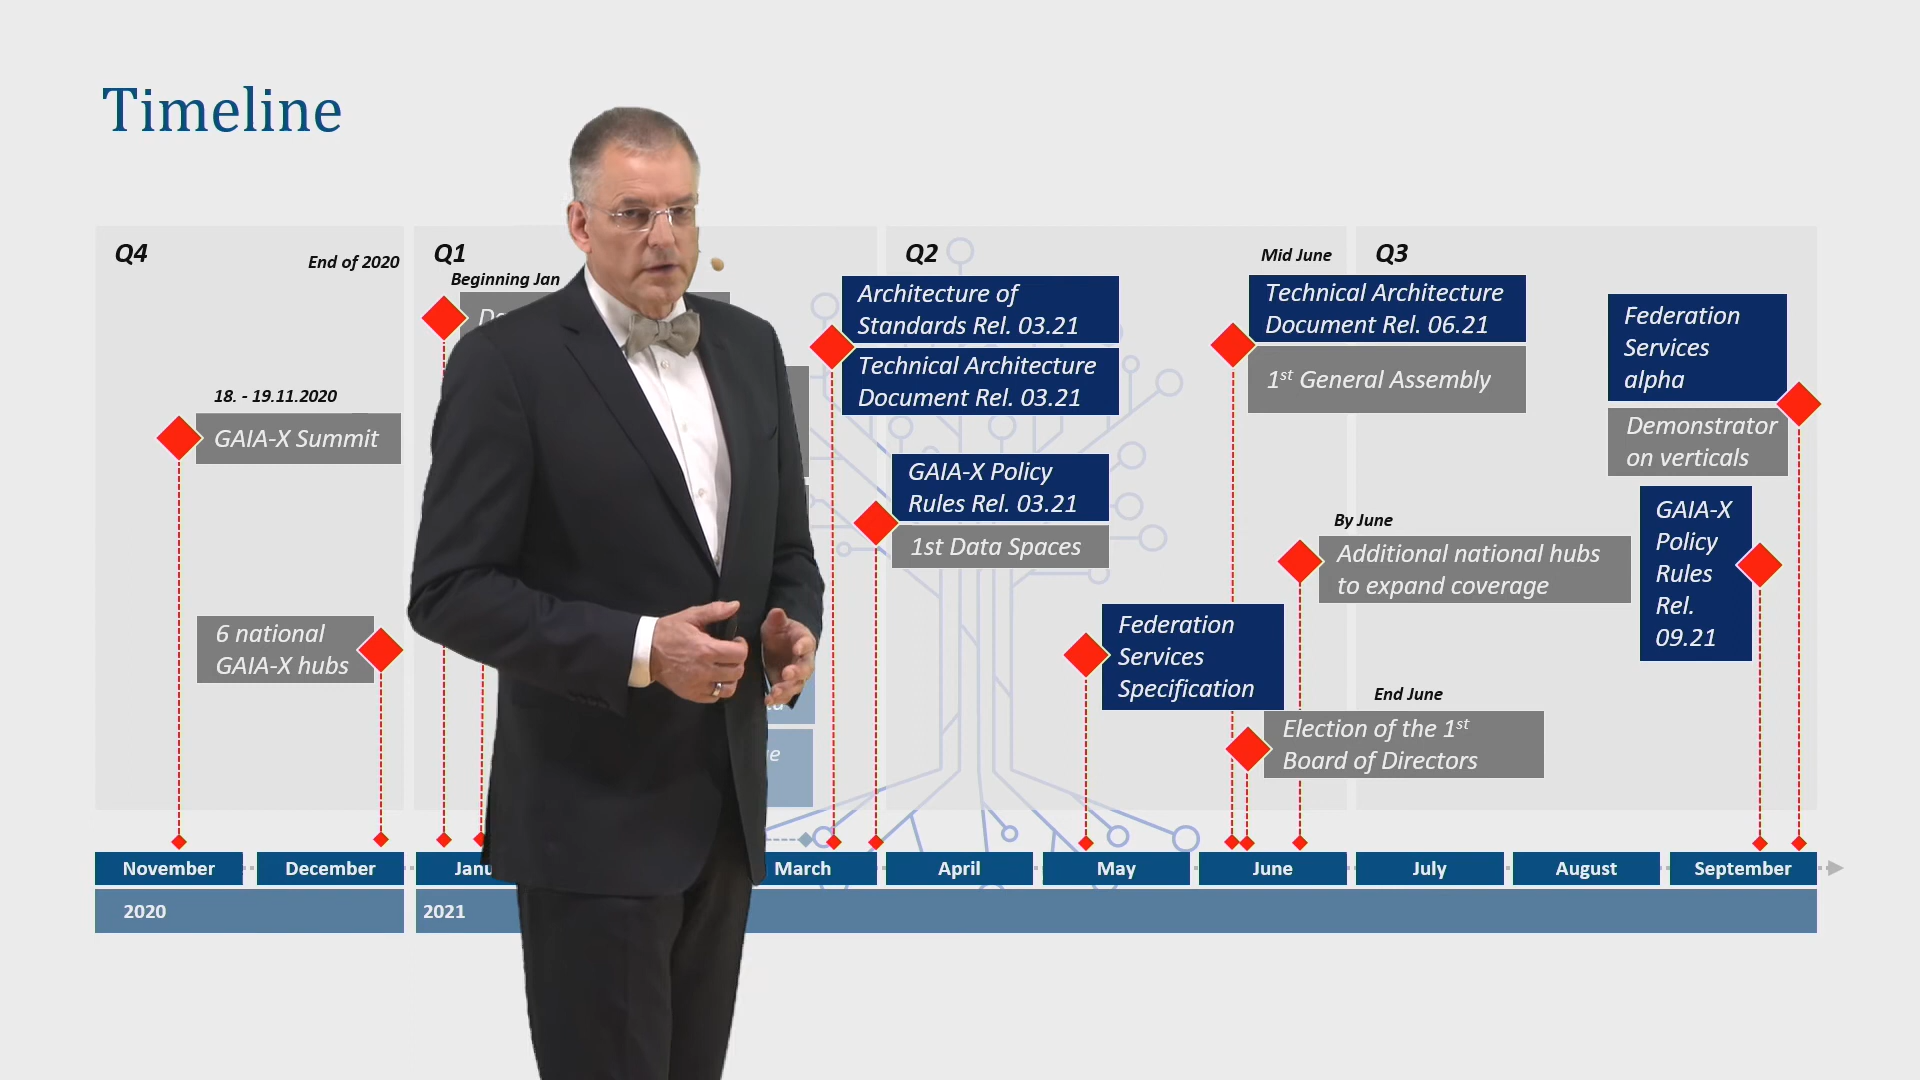 Timeline
Q4
End of 2020
18. - 19.11.2020
GAIA-X Summit
6 national
GAIA-X hubs
Q1
Beginning Jan
Q2
Architecture of
Standards Rel. 03.21
Technical Architecture
Document Rel. 03.21
GAIA-X Policy
Rules Rel. 03.21
1st Data Spaces
Federation
Services
Specification
Mid June
Technical Architecture
Document Rel. 06.21
1st General Assembly
Q3
By June
Additional national hubs
to expand coverage
End June
Election of the 1st
Board of Directors
Federation
Services
alpha
Demonstrator
on verticals
GAIA-X
Policy
Rules
Rel.
09.21
November
December
March
April
May
June
July
August
September
2020
2021